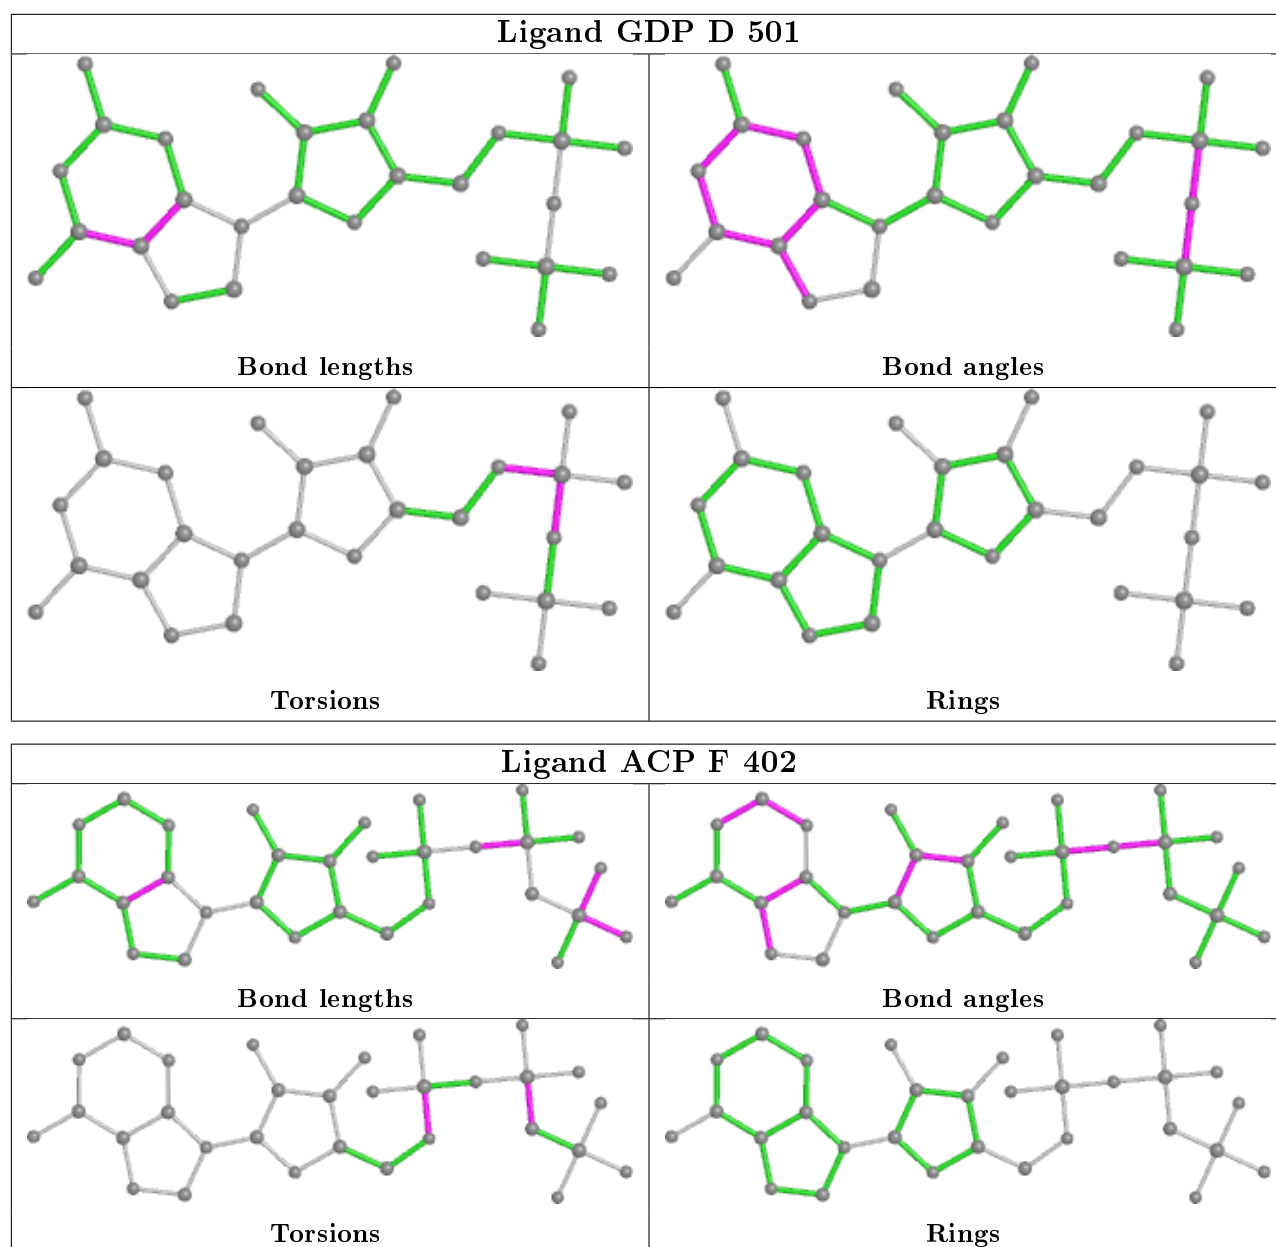 Ligand GDP D 501
Bond lengths
Bond angles
Torsions
Rings
Ligand ACP F 402
Bond lengths
Bond angles
Torsions
Rings